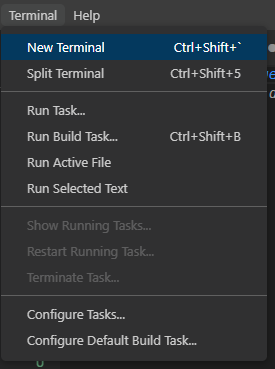 Terminal Help
New Terminal Ctrl+Shift+`
Split Terminal Ctrl+Shift+5
Run Task...
Run Build Task... Ctrl+Shift+B
Run Active File
Run Selected Text
Show Running Tasks...
Restart Running Task...
Terminate Task...
Configure Tasks...
Configure Default Build Task...